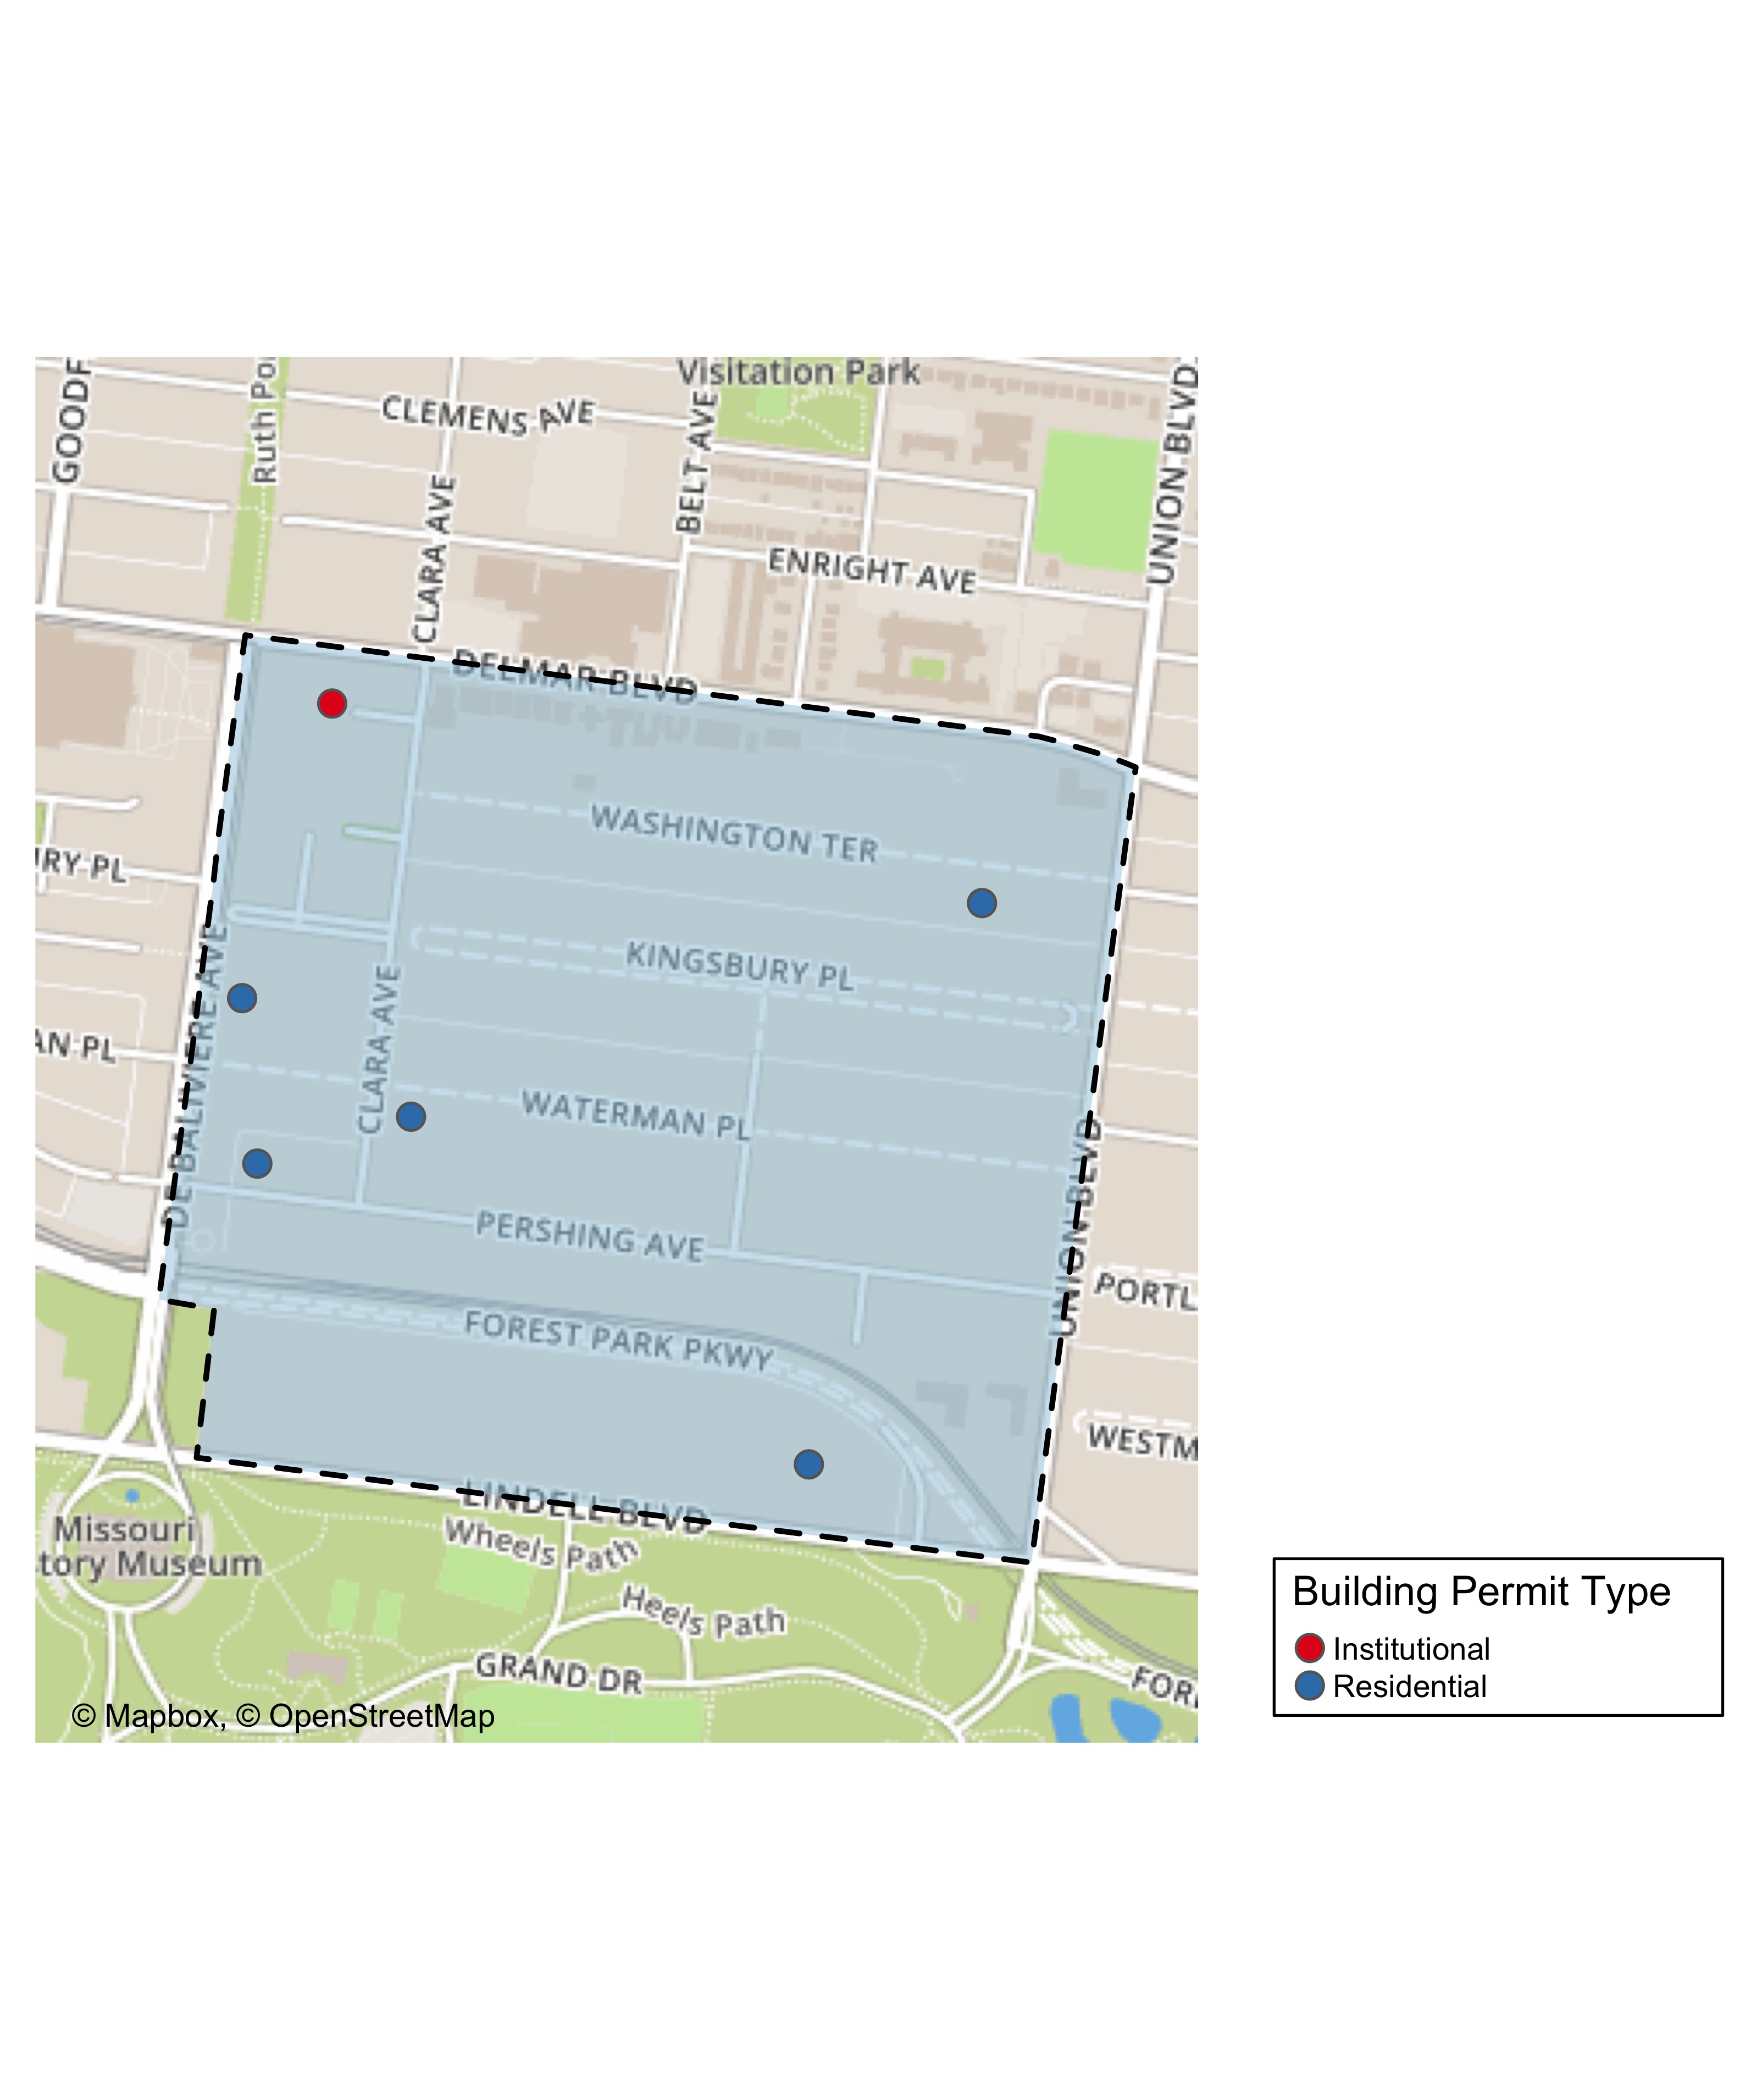 Visitation Park
GOODF
Ruth Po
CLEMENS AVE
BELT AVE
UNION BLVD
CLARA AVE
ENRIGHT AVE
DELMAR BLVD
WASHINGTON TER
RY PL
KINGSBURY PL
DE BALIVIERE AVE
CLARA AVE
AN PL
WATERMAN PL
UNION BLVD
PERSHING AVE
PORTL
FOREST PARK PKWY
WESTM
LINDELL BLVD
Wheels Path
Missouri
tory Museum
Heels Path
GRAND DR
FOR
© Mapbox, © OpenStreetMap
Building Permit Type
Institutional
Residential